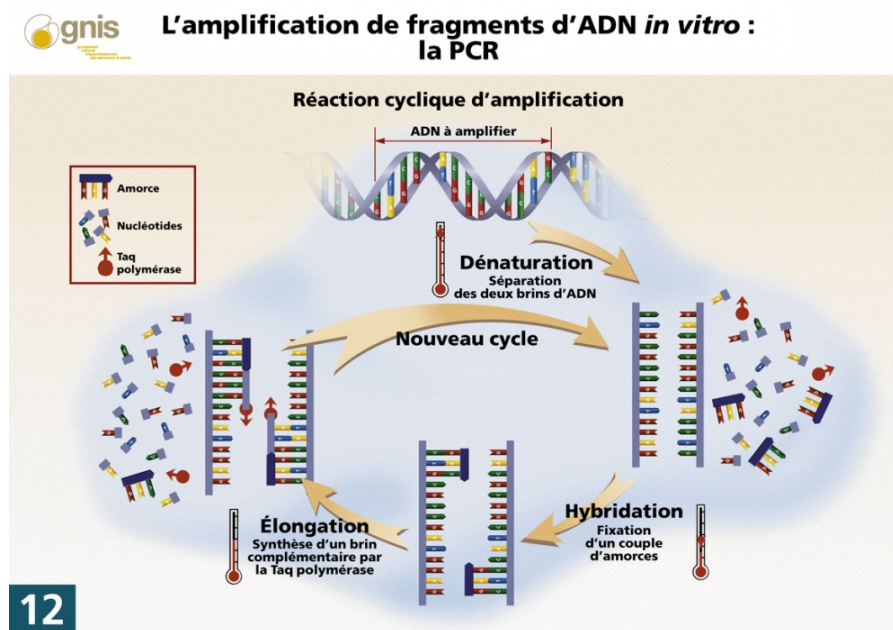 gnis
L'amplification de fragments d'ADN in vitro :
la PCR
Réaction cyclique d'amplification
ADN à amplifier
Amorce
Nucléotides
Taq
polymérase
Dénaturation
Séparation
des deux brins d'ADN
Nouveau cycle
Hybridation
Fixation
d'un couple
d'amorces
Élongation
Synthèse d'un brin
complémentaire par
la Taq polymérase
12